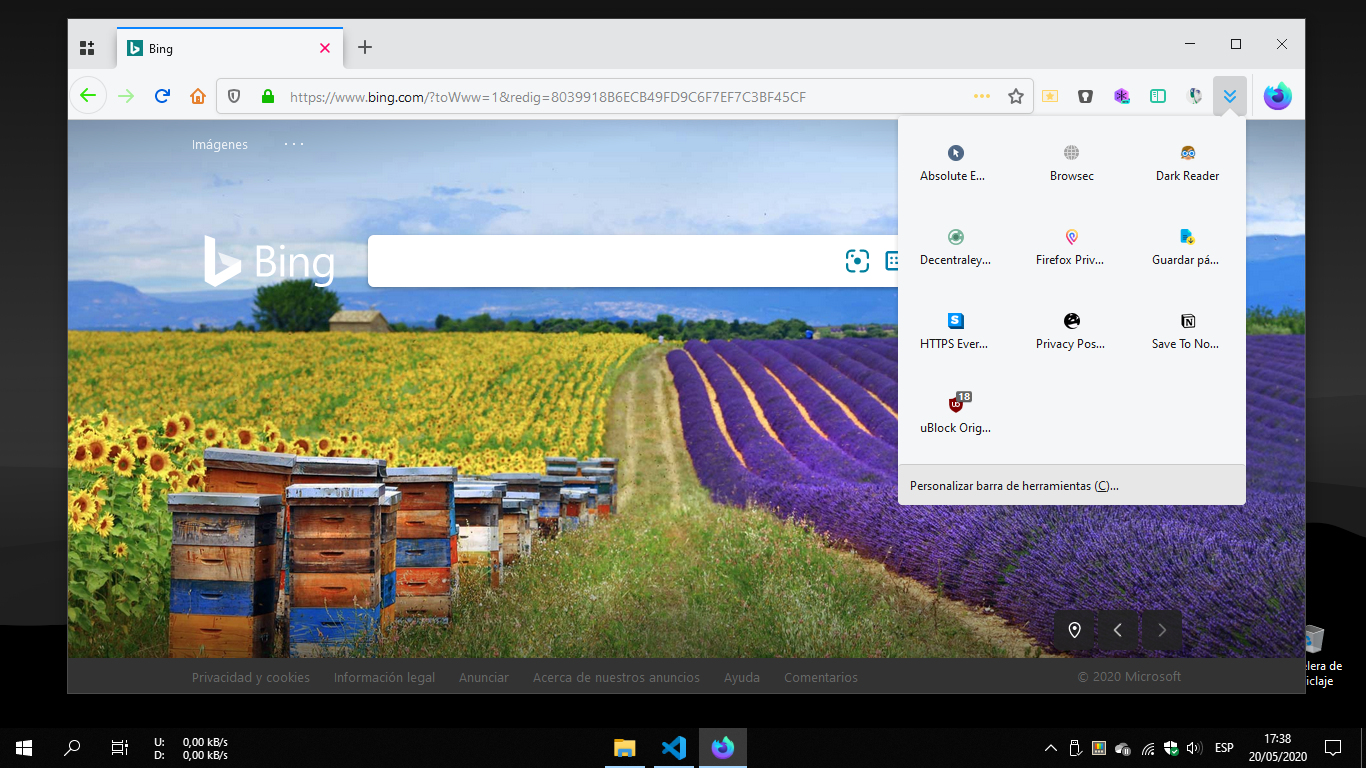 Bing
https://www.bing.com/?toWww=1&redig=8039918B6ECB49FD9C6F7EF7C3BF45CF
Imágenes
Bing
Absolute E...
Browsec
Dark Reader
Decentraley...
Firefox Priv...
Guardar pá...
HTTPS Ever...
Privacy Pos...
Save To No...
18
uBlock Orig...
Personalizar barra de herramientas (C)...
Privacidad y cookies
Información legal
Anunciar
Acerca de nuestros anuncios
Ayuda
Comentarios
© 2020 Microsoft
elera de
iclaje
U: 0,00 kB/s
D: 0,00 kB/s
ESP
17:38
20/05/2020